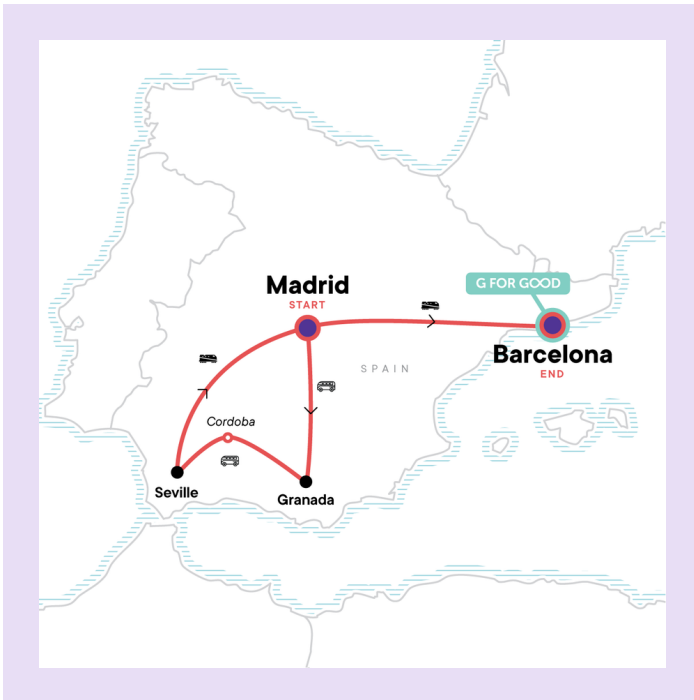 Madrid
START
G FOR GOOD
Barcelona
END
SPAIN
Cordoba
Seville
Granada